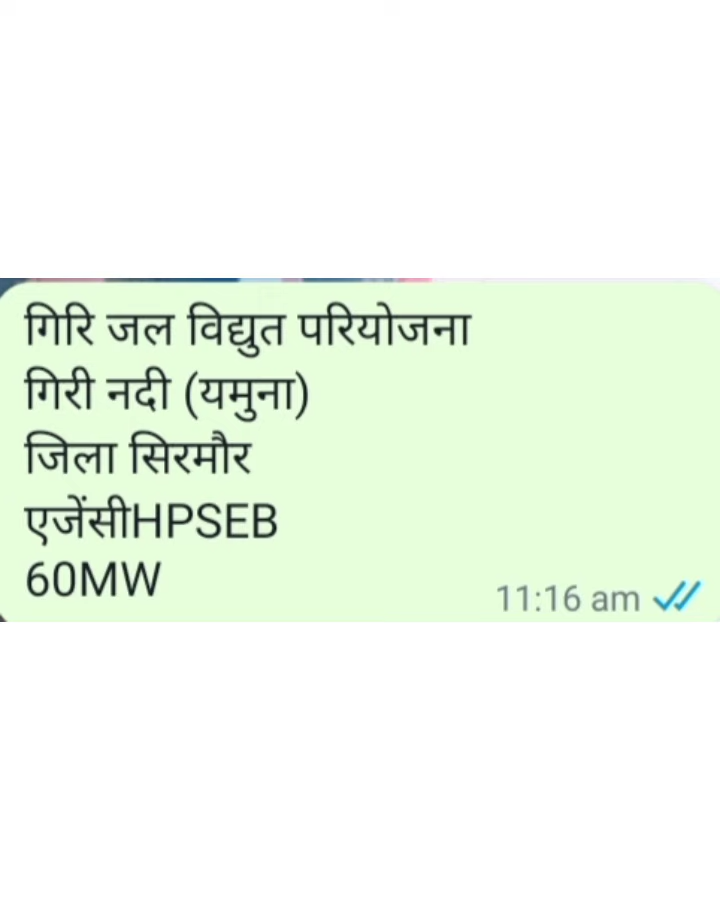 गिरि जल विद्युत परियोजना
गिरी नदी (यमुना)
जिला सिरमौर
एजेंसीHPSEB
60MW
11:16 am